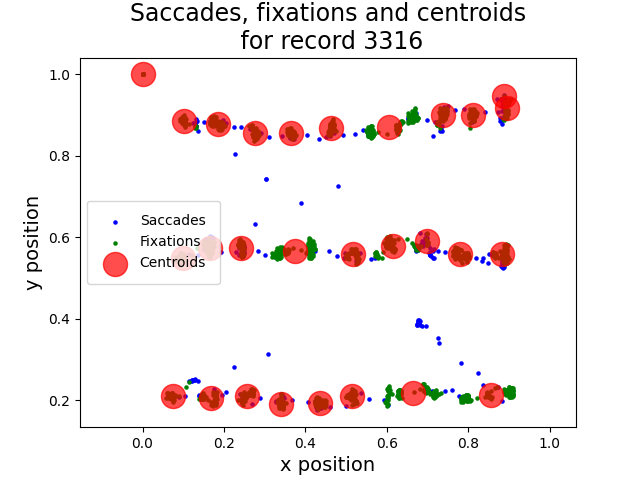 Saccades, fixations and centroids
for record 3316
1.0
0.8
0.6
0.4
0.2
y position
Saccades
Fixations
Centroids
0.0 0.2 0.4 0.6 0.8 1.0
x position